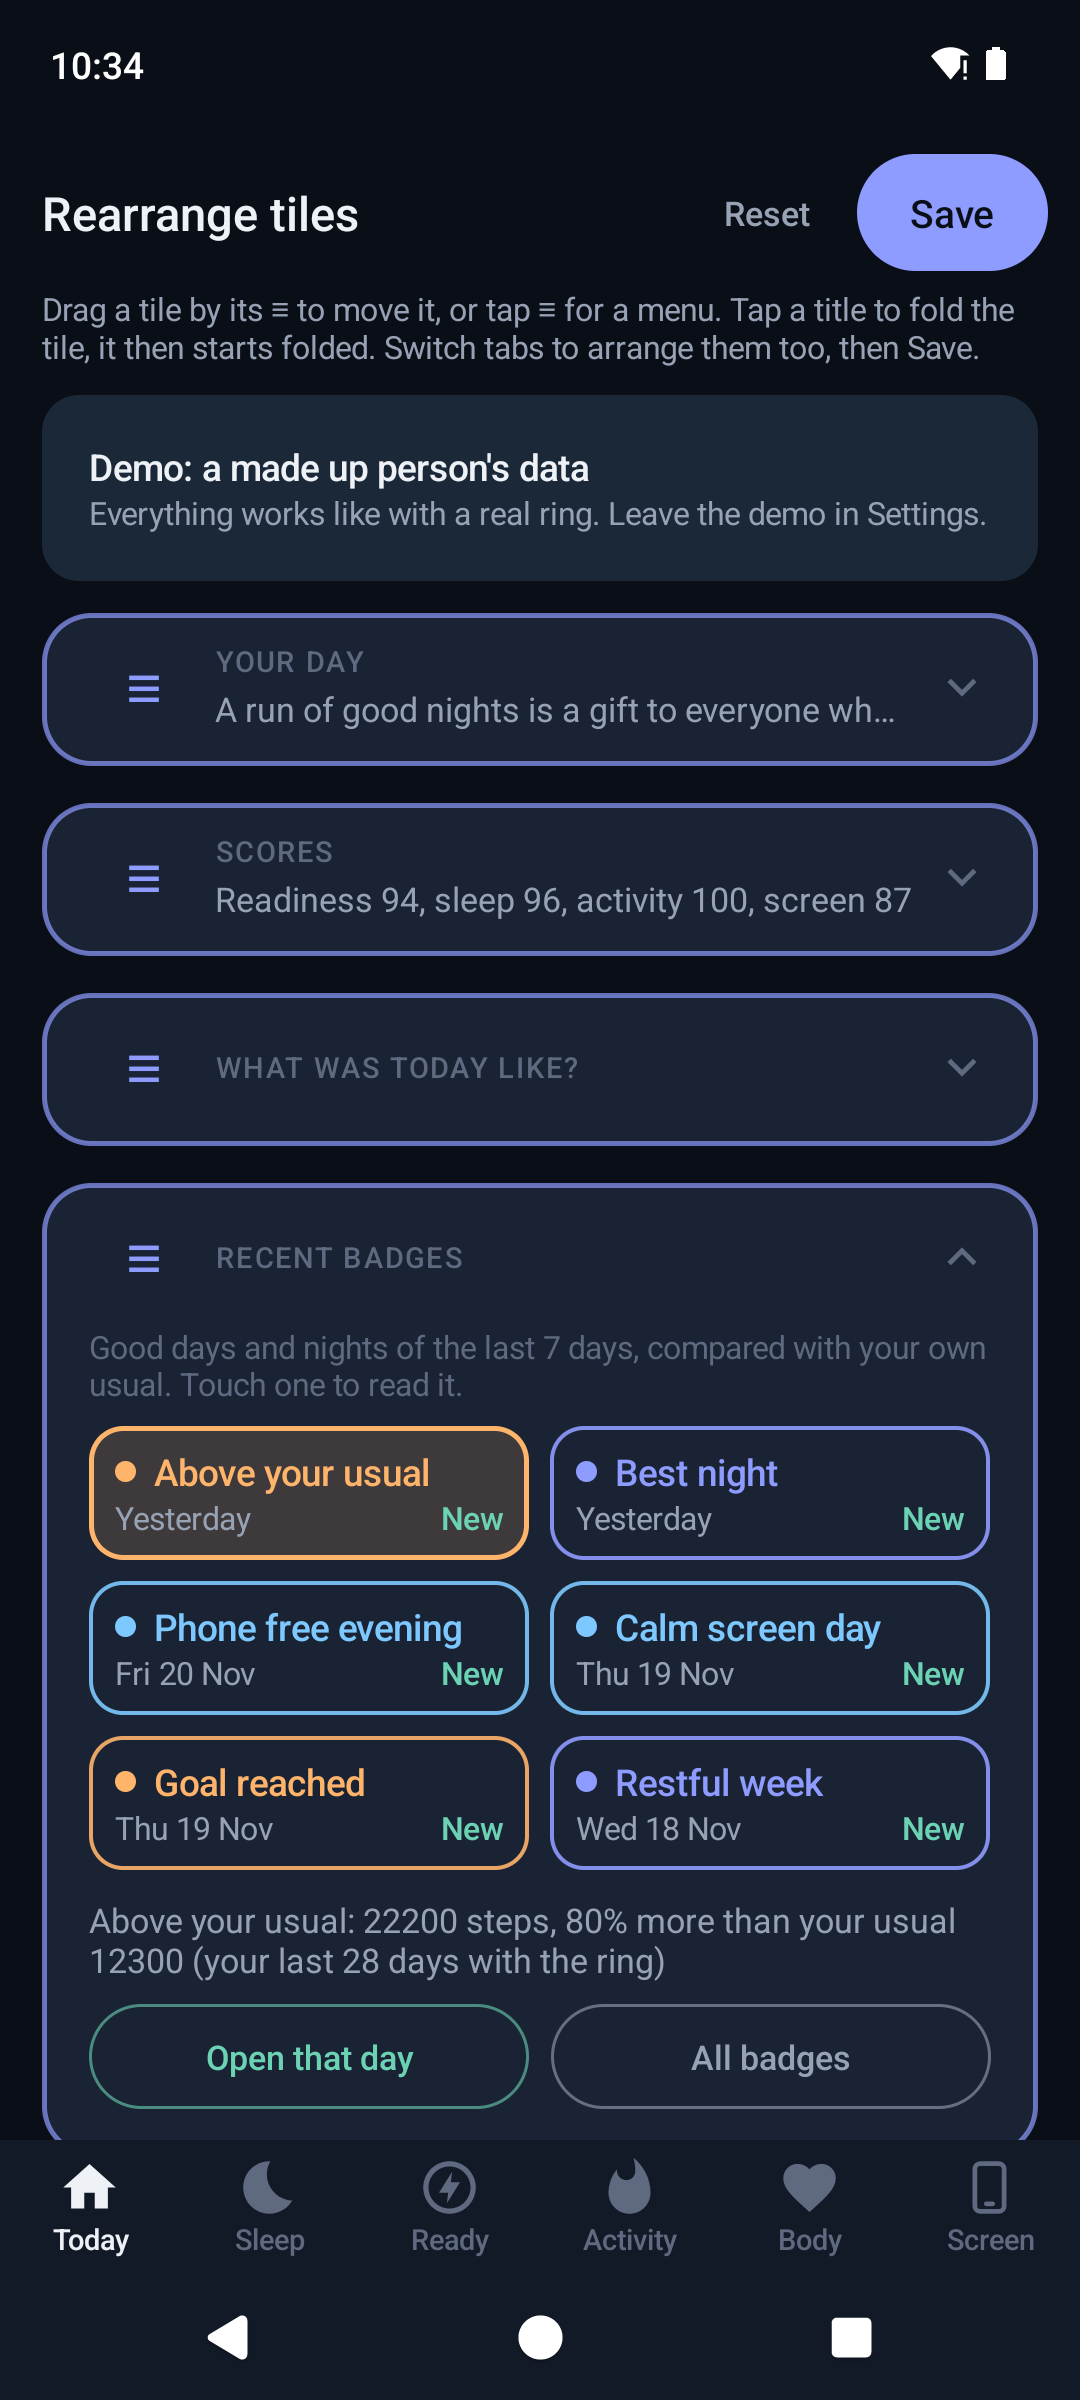 10:34
Rearrange tiles
Reset
Save
Drag a tile by its ≡ to move it, or tap ≡ for a menu. Tap a title to fold the
tile, it then starts folded. Switch tabs to arrange them too, then Save.
Demo: a made up person's data
Everything works like with a real ring. Leave the demo in Settings.
YOUR DAY
A run of good nights is a gift to everyone wh…
SCORES
Readiness 94, sleep 96, activity 100, screen 87
WHAT WAS TODAY LIKE?
RECENT BADGES
Good days and nights of the last 7 days, compared with your own
usual. Touch one to read it.
Above your usual
Yesterday New
Best night
Yesterday New
Phone free evening
Fri 20 Nov New
Calm screen day
Thu 19 Nov New
Goal reached
Thu 19 Nov New
Restful week
Wed 18 Nov New
Above your usual: 22200 steps, 80% more than your usual
12300 (your last 28 days with the ring)
Open that day
All badges
Today
Sleep
Ready
Activity
Body
Screen